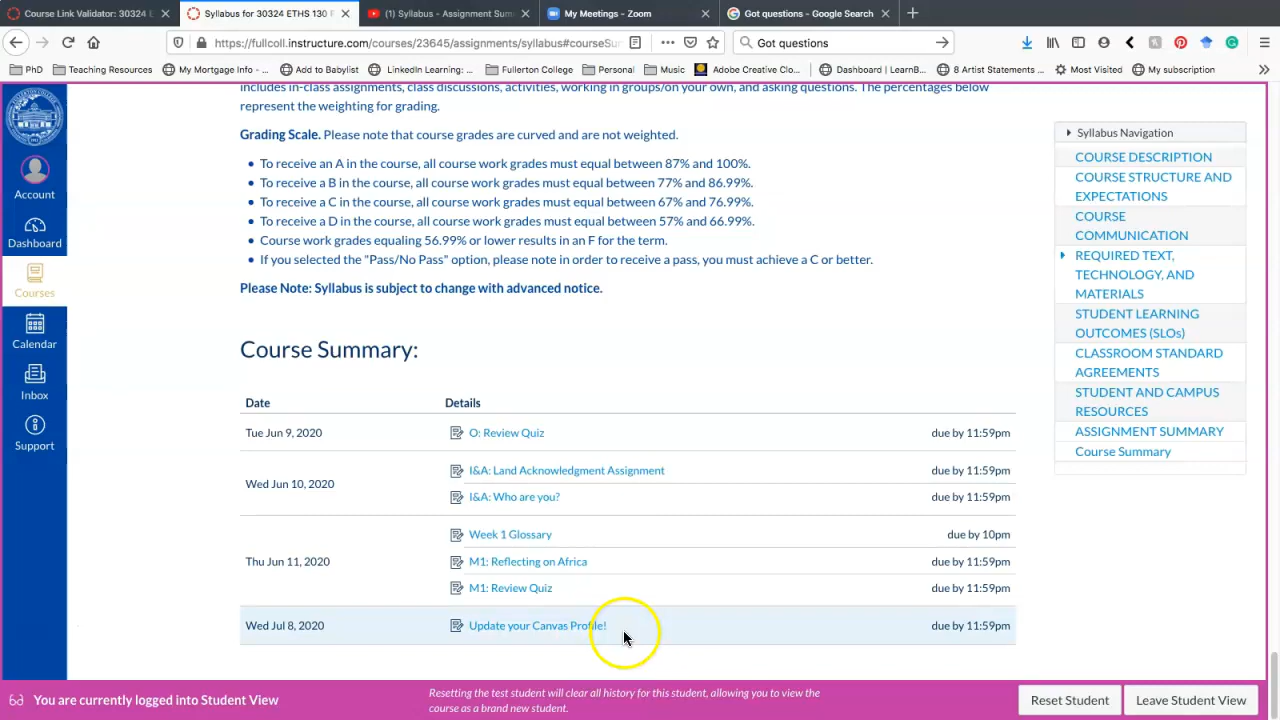 Course Link Validator: 30324 E
Syllabus for 30324 ETHS 130 F
(1) Syllabus - Assignment Summ
My Meetings - Zoom
Got questions - Google Search
https://fullcoll.instructure.com/courses/23645/assignments/syllabus#courseSu
Got questions
PhD
Teaching Resources
My Mortgage Info -...
Add to Babylist
LinkedIn Learning:...
Fullerton College
Personal
Music
Adobe Creative Clo...
Dashboard | LearnB...
8 Artist Statements ...
Most Visited
My subscription
includes in-class assignments, class discussions, activities, working in groups/on your own, and asking questions. The percentages below
represent the weighting for grading.
Grading Scale. Please note that course grades are curved and are not weighted.
• To receive an A in the course, all course work grades must equal between 87% and 100%.
• To receive a B in the course, all course work grades must equal between 77% and 86.99%.
• To receive a C in the course, all course work grades must equal between 67% and 76.99%.
• To receive a D in the course, all course work grades must equal between 57% and 66.99%.
• Course work grades equaling 56.99% or lower results in an F for the term.
• If you selected the "Pass/No Pass" option, please note in order to receive a pass, you must achieve a C or better.
Please Note: Syllabus is subject to change with advanced notice.
Course Summary:
Date Details
Tue Jun 9, 2020 O: Review Quiz due by 11:59pm
Wed Jun 10, 2020
I&A: Land Acknowledgment Assignment due by 11:59pm
I&A: Who are you? due by 11:59pm
Thu Jun 11, 2020
Week 1 Glossary due by 10pm
M1: Reflecting on Africa due by 11:59pm
M1: Review Quiz due by 11:59pm
Wed Jul 8, 2020 Update your Canvas Profile! due by 11:59pm
Account
Dashboard
Courses
Calendar
Inbox
Support
Syllabus Navigation
COURSE DESCRIPTION
COURSE STRUCTURE AND
EXPECTATIONS
COURSE
COMMUNICATION
REQUIRED TEXT,
TECHNOLOGY, AND
MATERIALS
STUDENT LEARNING
OUTCOMES (SLOs)
CLASSROOM STANDARD
AGREEMENTS
STUDENT AND CAMPUS
RESOURCES
ASSIGNMENT SUMMARY
Course Summary
You are currently logged into Student View
Resetting the test student will clear all history for this student, allowing you to view the
course as a brand new student.
Reset Student
Leave Student View